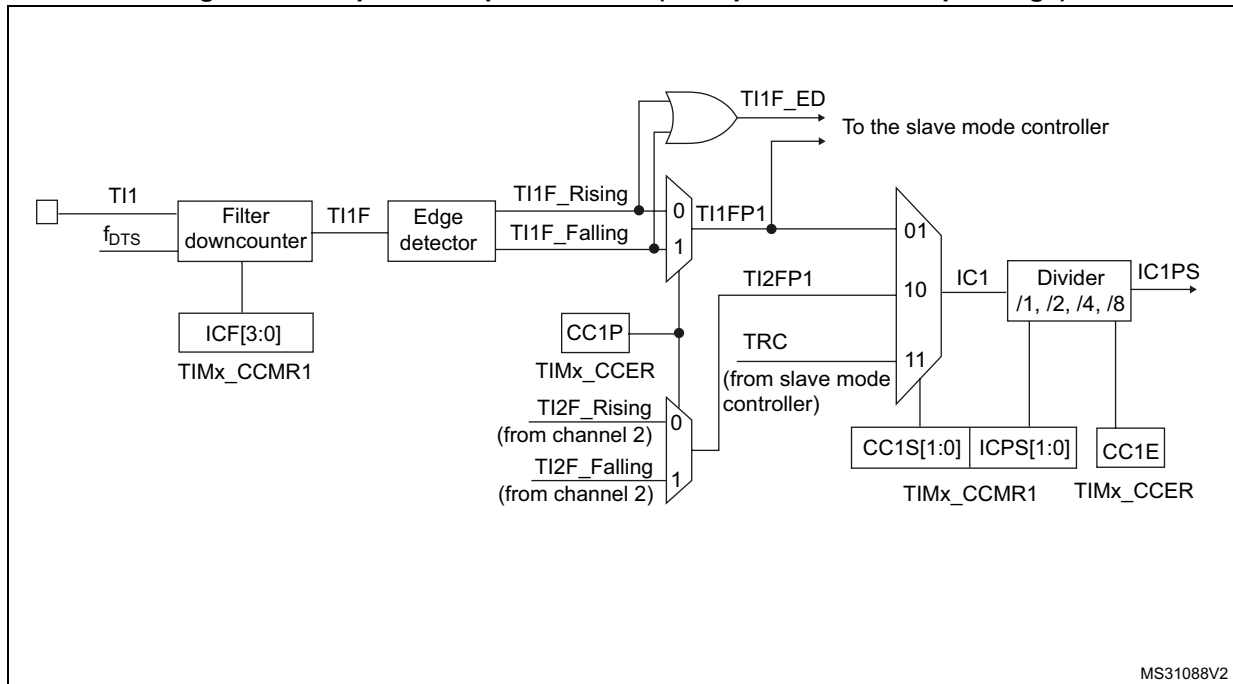 TI1F_ED
To the slave mode controller
TI1
f_DTS
Filter
downcounter
TI1F
Edge
detector
TI1F_Rising
TI1F_Falling
0
1
TI1FP1
01
TI2FP1
10
IC1
Divider
/1, /2, /4, /8
IC1PS
ICF[3:0]
TIMx_CCMR1
CC1P
TIMx_CCER
TRC
11
(from slave mode
controller)
TI2F_Rising
(from channel 2)
0
TI2F_Falling
(from channel 2)
1
CC1S[1:0]
ICPS[1:0]
CC1E
TIMx_CCMR1
TIMx_CCER
MS31088V2